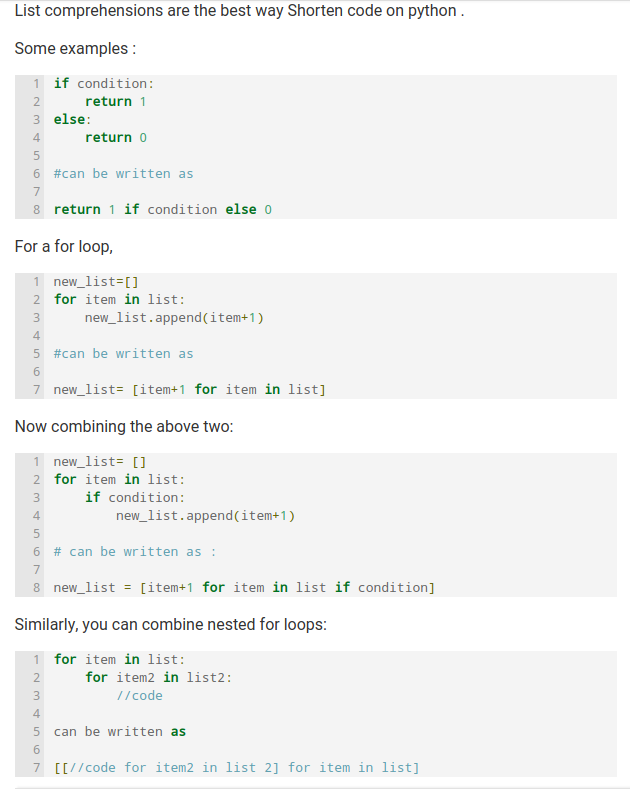 List comprehensions are the best way Shorten code on python .
Some examples :
1 if condition:
2     return 1
3 else:
4     return 0
5
6 #can be written as
7
8 return 1 if condition else 0
For a for loop,
1 new_list=[]
2 for item in list:
3     new_list.append(item+1)
4
5 #can be written as
6
7 new_list= [item+1 for item in list]
Now combining the above two:
1 new_list= []
2 for item in list:
3     if condition:
4         new_list.append(item+1)
5
6 # can be written as :
7
8 new_list = [item+1 for item in list if condition]
Similarly, you can combine nested for loops:
1 for item in list:
2     for item2 in list2:
3         //code
4
5 can be written as
6
7 [[//code for item2 in list 2] for item in list]